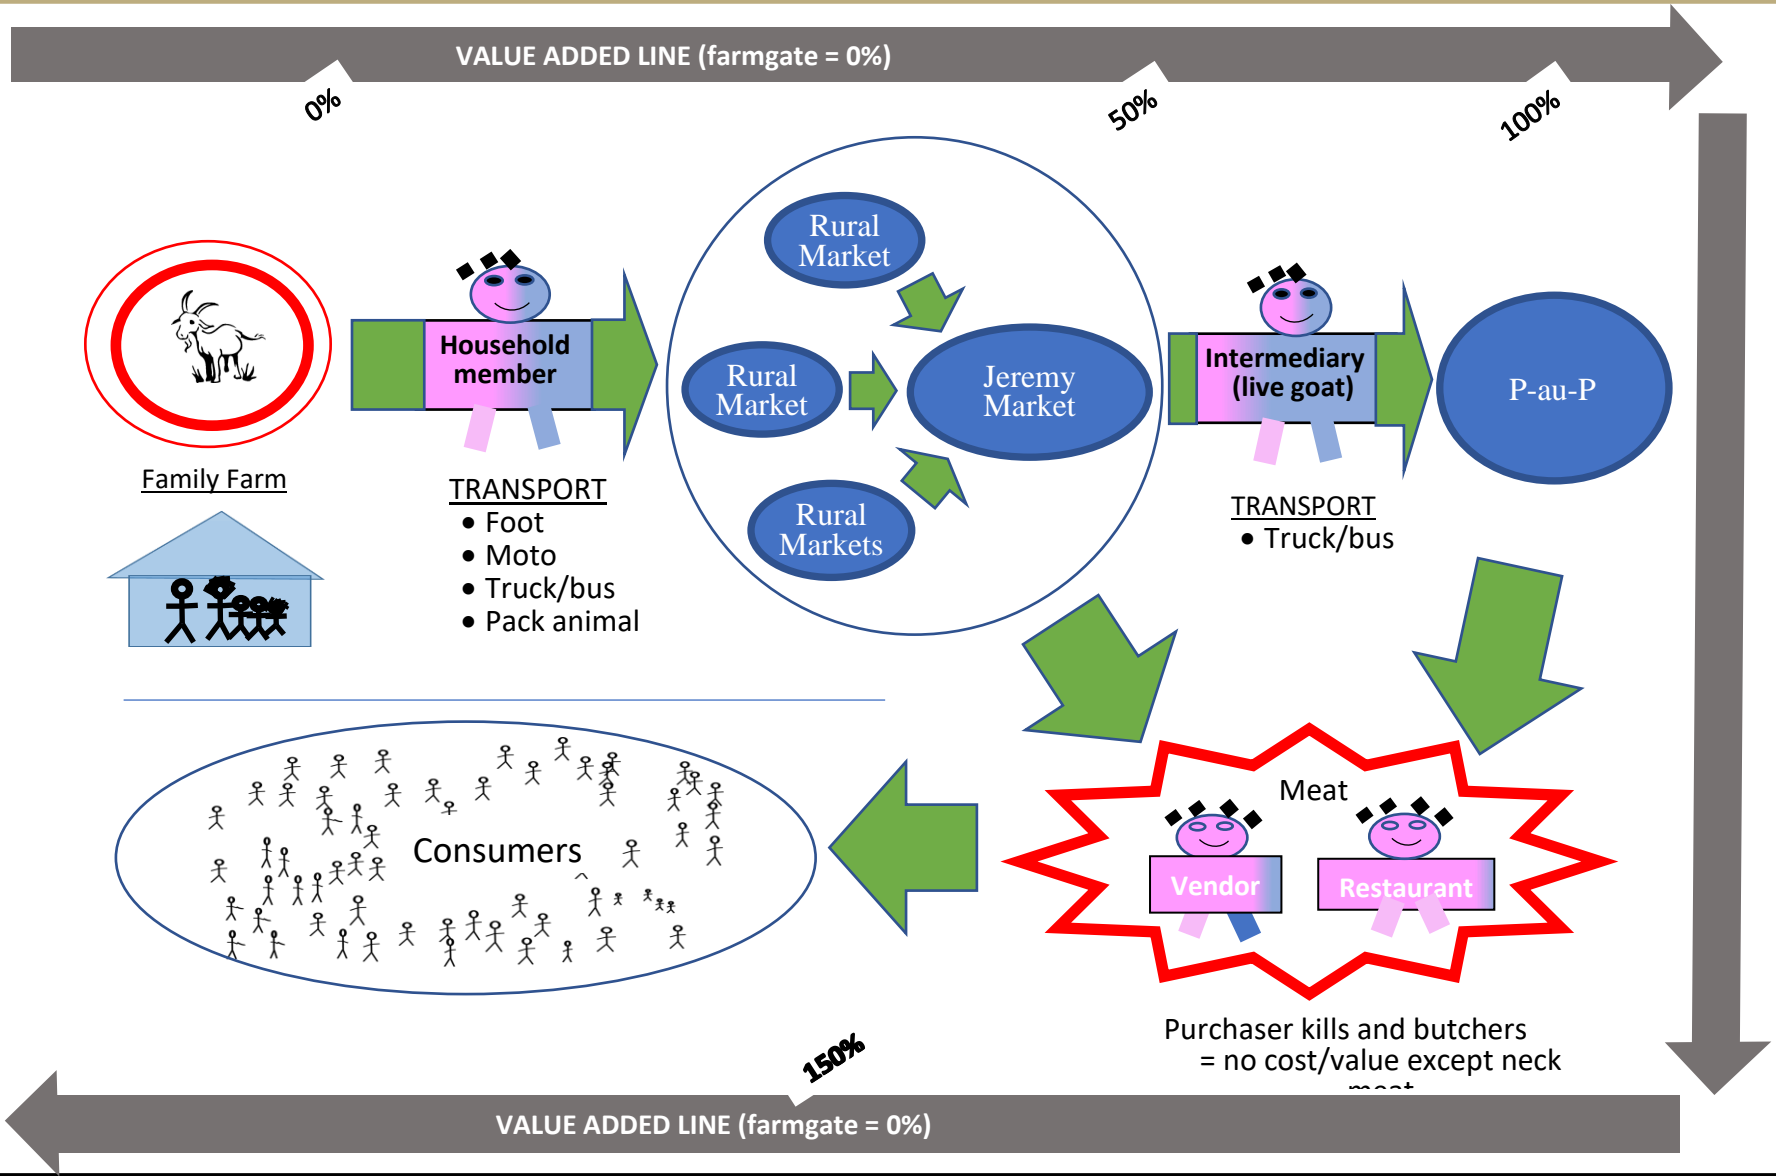 VALUE ADDED LINE (farmgate = 0%)
0%
50%
100%
Rural
Market
Rural
Market
Rural
Markets
Jeremy
Market
Household
member
Intermediary
(live goat)
P-au-P
Family Farm
TRANSPORT
• Foot
• Moto
• Truck/bus
• Pack animal
TRANSPORT
• Truck/bus
Meat
Vendor
Restaurant
Consumers
Purchaser kills and butchers
= no cost/value except neck
150%
VALUE ADDED LINE (farmgate = 0%)